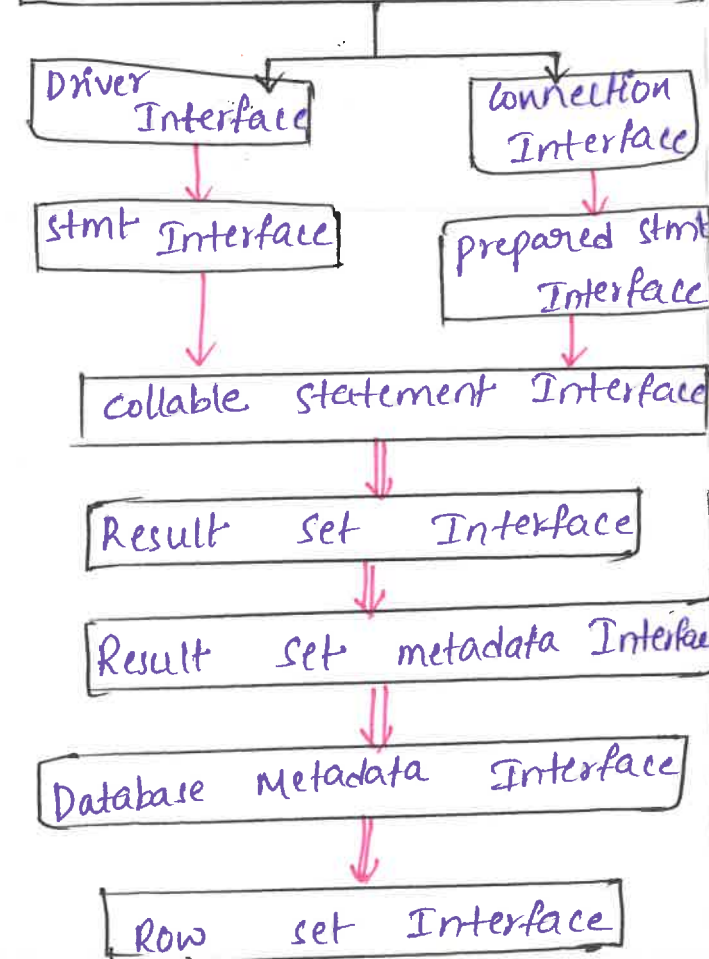 Driver
Interface
Connection
Interface
stmt Interface
prepared stmt
Interface
collable statement Interface
Result set Interface
Result set metadata Interfac
Database Metadata Interface
Row set Interface